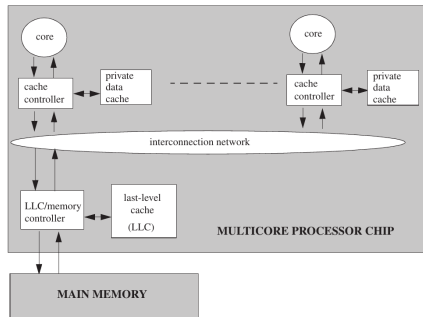 core
core
cache
controller
private
data
cache
cache
controller
private
data
cache
interconnection network
LLC/memory
controller
last-level
cache
(LLC)
MULTICORE PROCESSOR CHIP
MAIN MEMORY